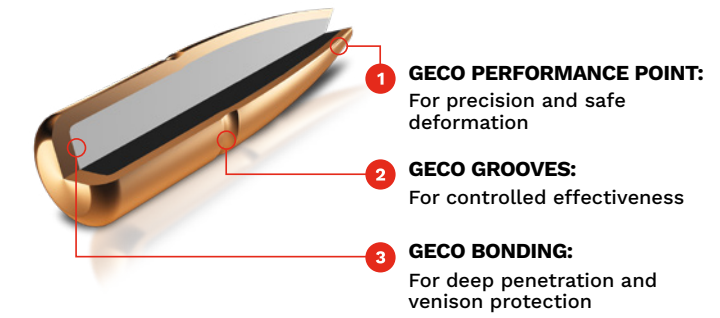 1
GECO PERFORMANCE POINT:
For precision and safe
deformation
2
GECO GROOVES:
For controlled effectiveness
3
GECO BONDING:
For deep penetration and
venison protection